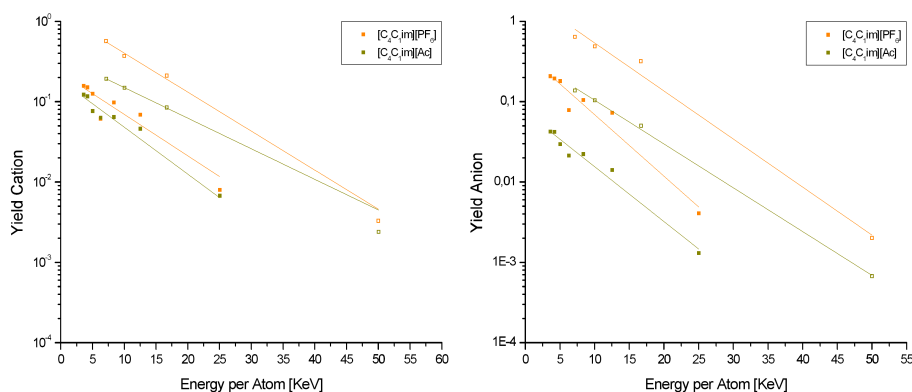 10⁰
10⁻¹
10⁻²
10⁻³
10⁻⁴
Yield Cation
[C₄C₁im][PF₆]
[C₄C₁im][Ac]
0 5 10 15 20 25 30 35 40 45 50 55 60
Energy per Atom [KeV]
1
0,1
0,01
1E-3
1E-4
Yield Anion
[C₄C₁im][PF₆]
[C₄C₁im][Ac]
0 5 10 15 20 25 30 35 40 45 50 55
Energy per Atom [KeV]